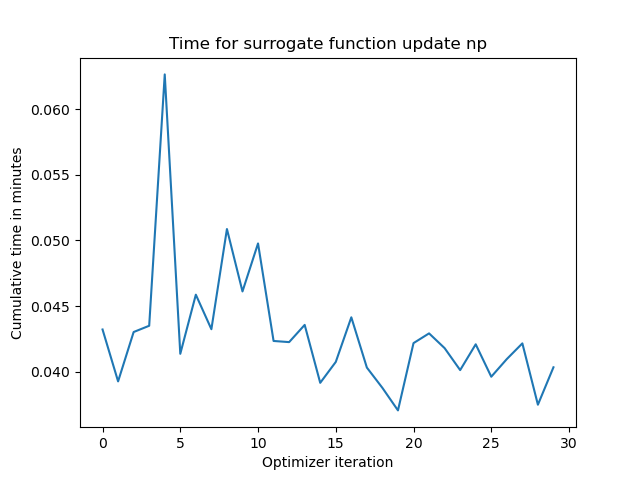 Time for surrogate function update np
Cumulative time in minutes
0.060
0.055
0.050
0.045
0.040
0 5 10 15 20 25 30
Optimizer iteration